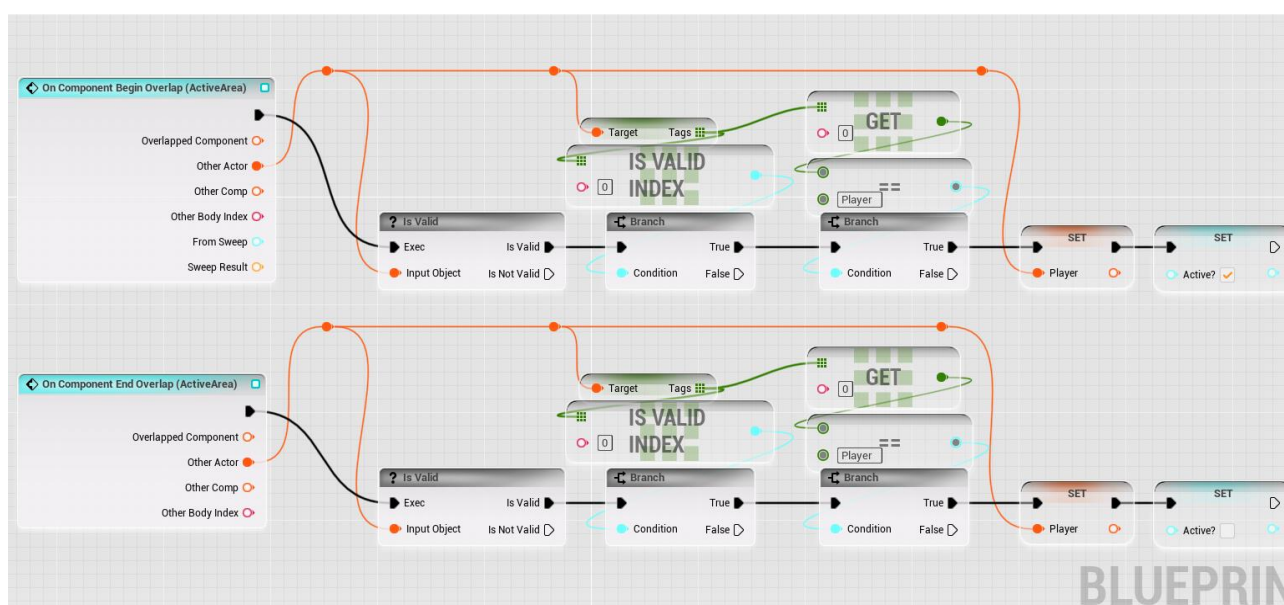 On Component Begin Overlap (ActiveArea)
Overlapped Component
Other Actor
Other Comp
Other Body Index
From Sweep
Sweep Result
? Is Valid
Exec
Is Valid
Input Object
Is Not Valid
Target
Tags
IS VALID
INDEX
0
Branch
True
Condition
False
GET
0
==
Player
Branch
True
Condition
False
SET
Player
SET
Active?
On Component End Overlap (ActiveArea)
Overlapped Component
Other Actor
Other Comp
Other Body Index
? Is Valid
Exec
Is Valid
Input Object
Is Not Valid
Target
Tags
IS VALID
INDEX
0
Branch
True
Condition
False
GET
0
==
Player
Branch
True
Condition
False
SET
Player
SET
Active?
BLUEPRIN